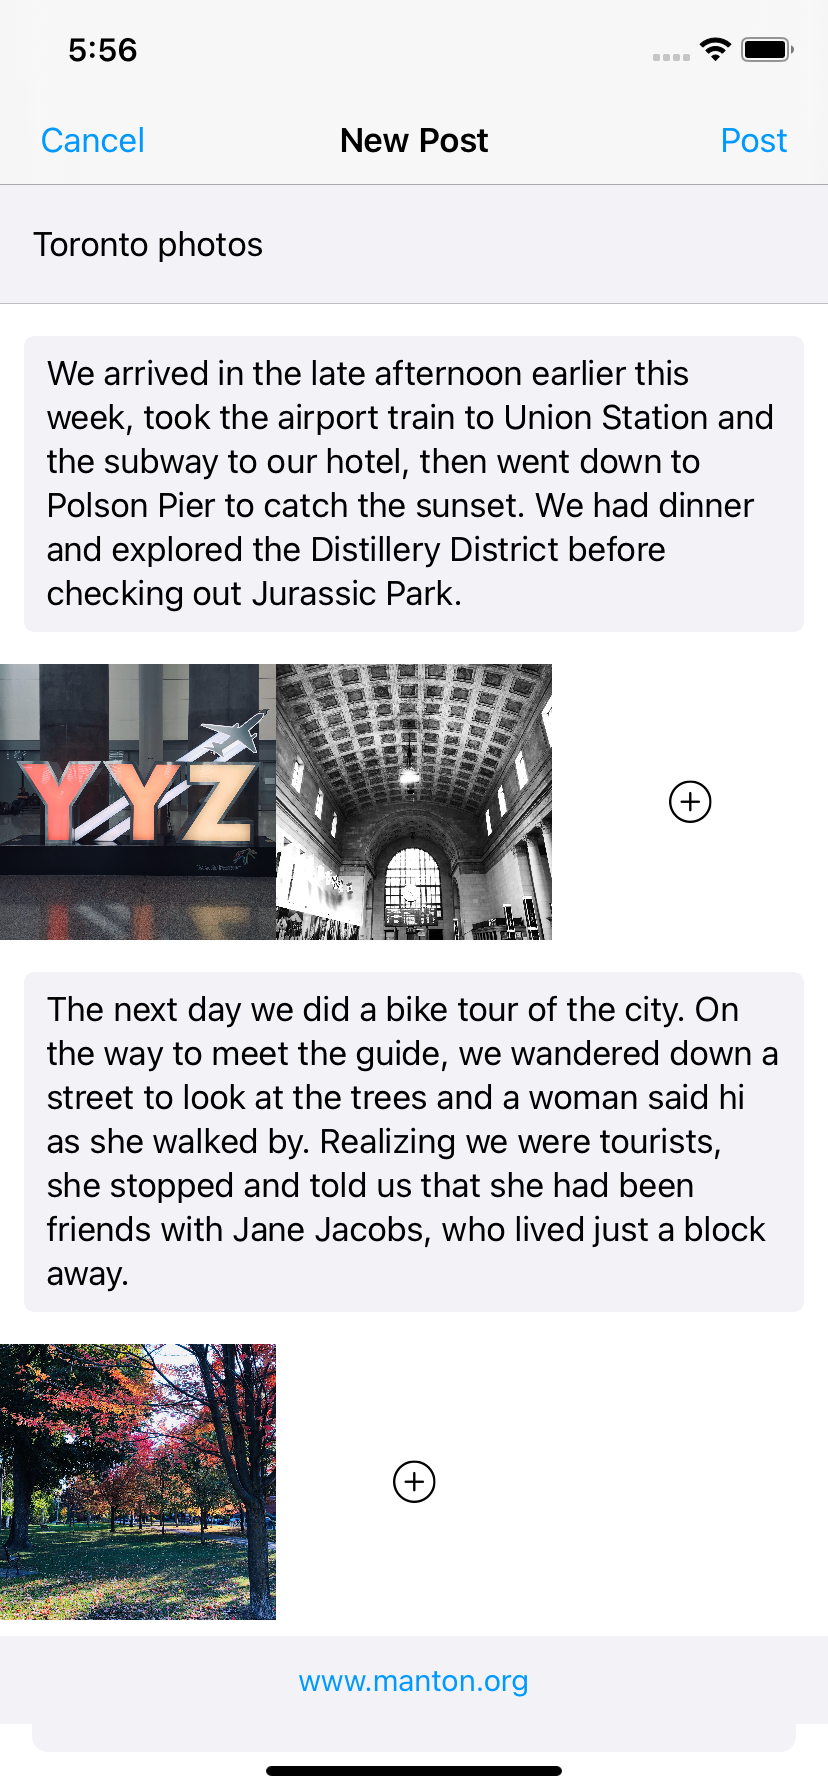 5:56
Cancel New Post Post
Toronto photos
We arrived in the late afternoon earlier this
week, took the airport train to Union Station and
the subway to our hotel, then went down to
Polson Pier to catch the sunset. We had dinner
and explored the Distillery District before
checking out Jurassic Park.
YYZ
The next day we did a bike tour of the city. On
the way to meet the guide, we wandered down a
street to look at the trees and a woman said hi
as she walked by. Realizing we were tourists,
she stopped and told us that she had been
friends with Jane Jacobs, who lived just a block
away.
www.manton.org